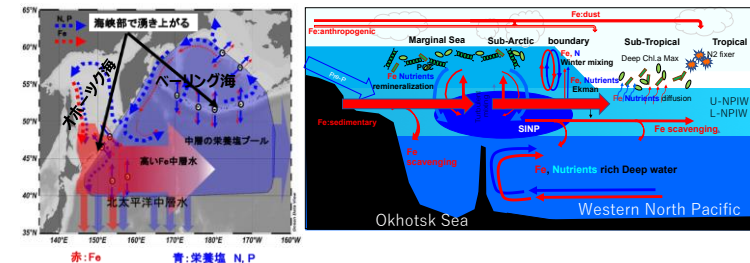 海峡部で湧き上がる
N, P
Fe
65°N
60°N
55°N
50°N
45°N
40°N
35°N
オホーツク海
ベーリング海
中層の栄養塩プール
高いFe中層水
北太平洋中層水
140°E
150°E
160°E
170°E
180°E
170°W
160°W
赤:Fe
青:栄養塩 N, P
Fe:dust
Fe:anthropogenic
Marginal Sea
Sub-Arctic
boundary
Sub-Tropical
Tropical
Deep Chl.a Max
N2 fixer
Fe, N
Winter mixing
Fe Nutrients
remineralization
Fe, Nutrients
Ekman
Fe Nutrients diffusion
U-NPIW
L-NPIW
Fe:sedimentary
SINP
Fe scavenging,
Fe
scavenging
Fe, Nutrients rich Deep water
Okhotsk Sea
Western North Pacific